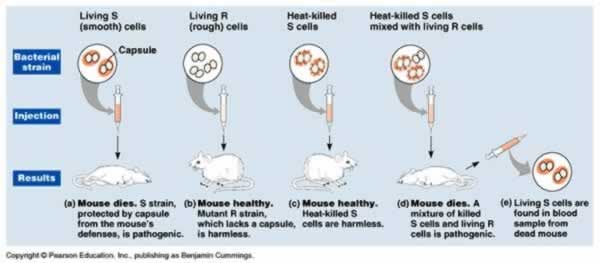 Living S
(smooth) cells
Living R
(rough) cells
Heat-killed
S cells
Heat-killed S cells
mixed with living R cells
Bacterial
strain
Capsule
Injection
Results
(a) Mouse dies. S strain,
protected by capsule
from the mouse's
defenses, is pathogenic.
(b) Mouse healthy.
Mutant R strain,
which lacks a capsule,
is harmless.
(c) Mouse healthy.
Heat-killed S
cells are harmless.
(d) Mouse dies. A
mixture of killed
S cells and living R
cells is pathogenic.
(e) Living S cells are
found in blood
sample from
dead mouse
Copyright © Pearson Education, Inc., publishing as Benjamin Cummings.